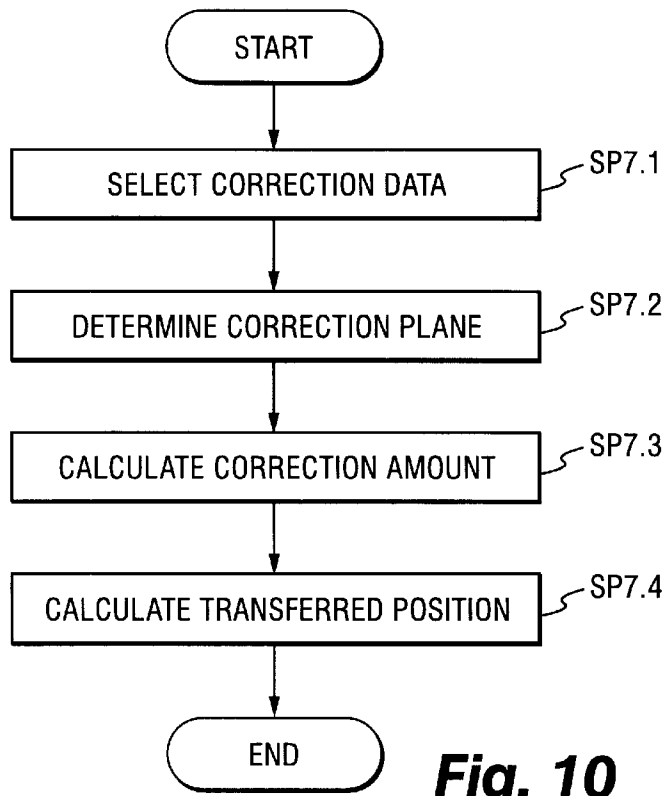 START
SELECT CORRECTION DATA
SP7.1
DETERMINE CORRECTION PLANE
SP7.2
CALCULATE CORRECTION AMOUNT
SP7.3
CALCULATE TRANSFERRED POSITION
SP7.4
END
Fig. 10